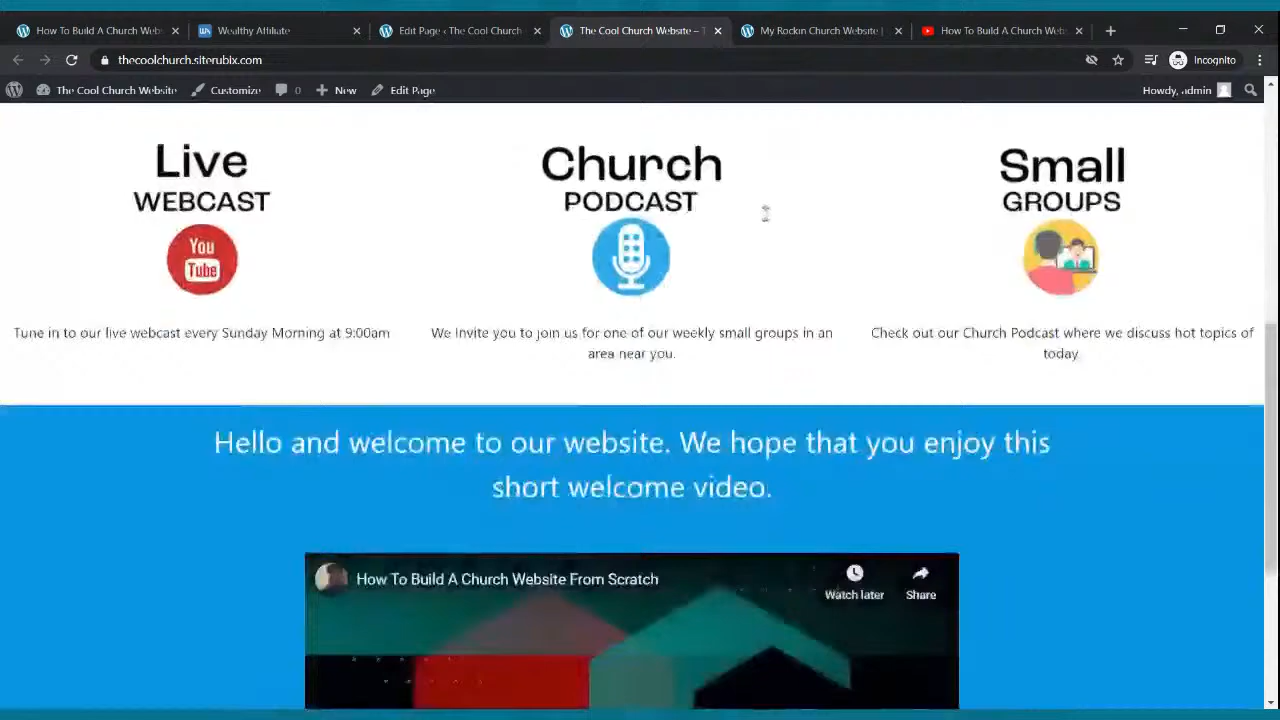 How To Build A Church Webs
Wealthy Affiliate
Edit Page ‹ The Cool Church
The Cool Church Website – T
My Rockin Church Website |
How To Build A Church Webs
thecoolchurch.siterubix.com
Incognito
The Cool Church Website
Customize
0
New
Edit Page
Howdy, admin
Live
WEBCAST
You
Tube
Tune in to our live webcast every Sunday Morning at 9:00am
Church
PODCAST
We Invite you to join us for one of our weekly small groups in an
area near you.
Small
GROUPS
Check out our Church Podcast where we discuss hot topics of
today.
Hello and welcome to our website. We hope that you enjoy this
short welcome video.
How To Build A Church Website From Scratch
Watch later
Share